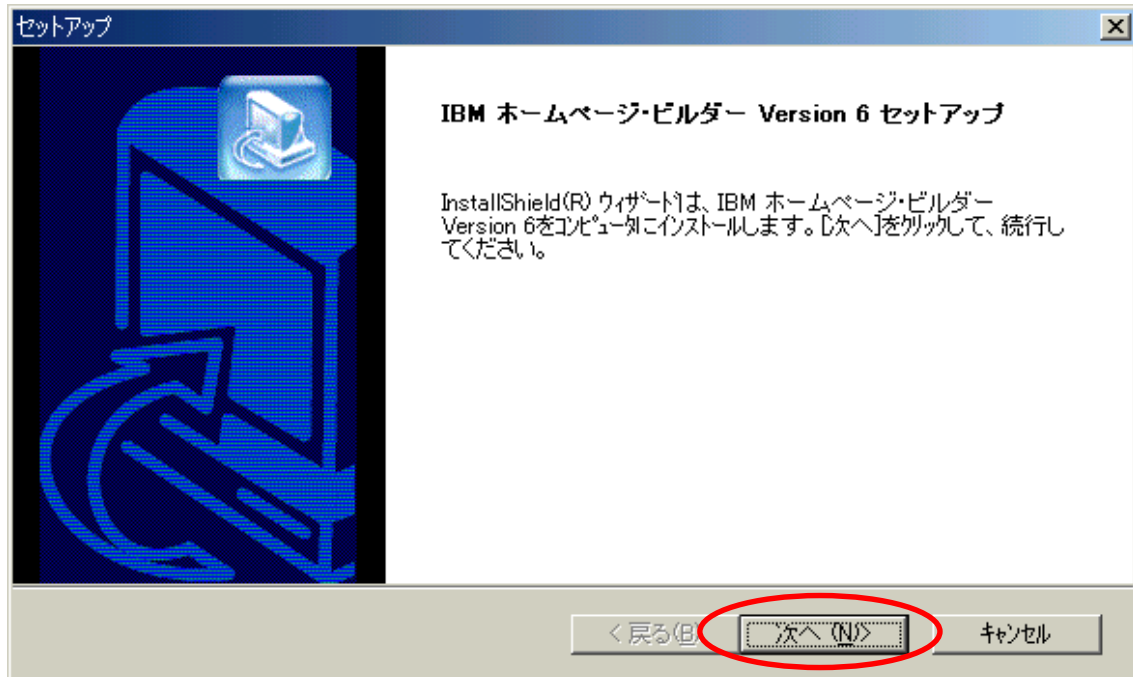 セットアップ
IBM ホームページ・ビルダー Version 6 セットアップ
InstallShield(R) ウィザードは、IBM ホームページ・ビルダー
Version 6をコンピュータにインストールします。[次へ]をクリックして、続行し
てください。
< 戻る(B) 次へ (N)> キャンセル